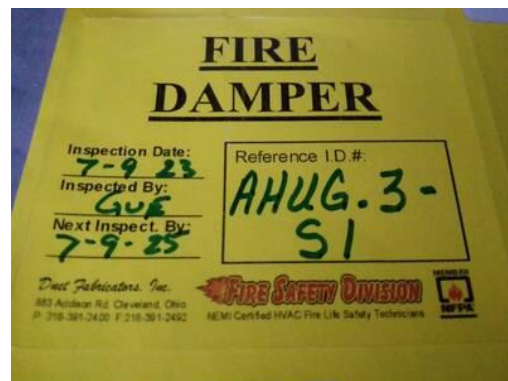 FIRE
DAMPER
Inspection Date:
7-9 23
Inspected By:
GUE
Next Inspect. By:
7-9-25
Reference I.D.#:
AHUG.3-
S1
Duct Fabricators, Inc.
883 Addison Rd. Cleveland, Ohio
P: 216-391-2400 F:216-391-2492
FIRE SAFETY DIVISION
NEMI Certified HVAC Fire Life Safety Technicians
MEMBER
NFPA